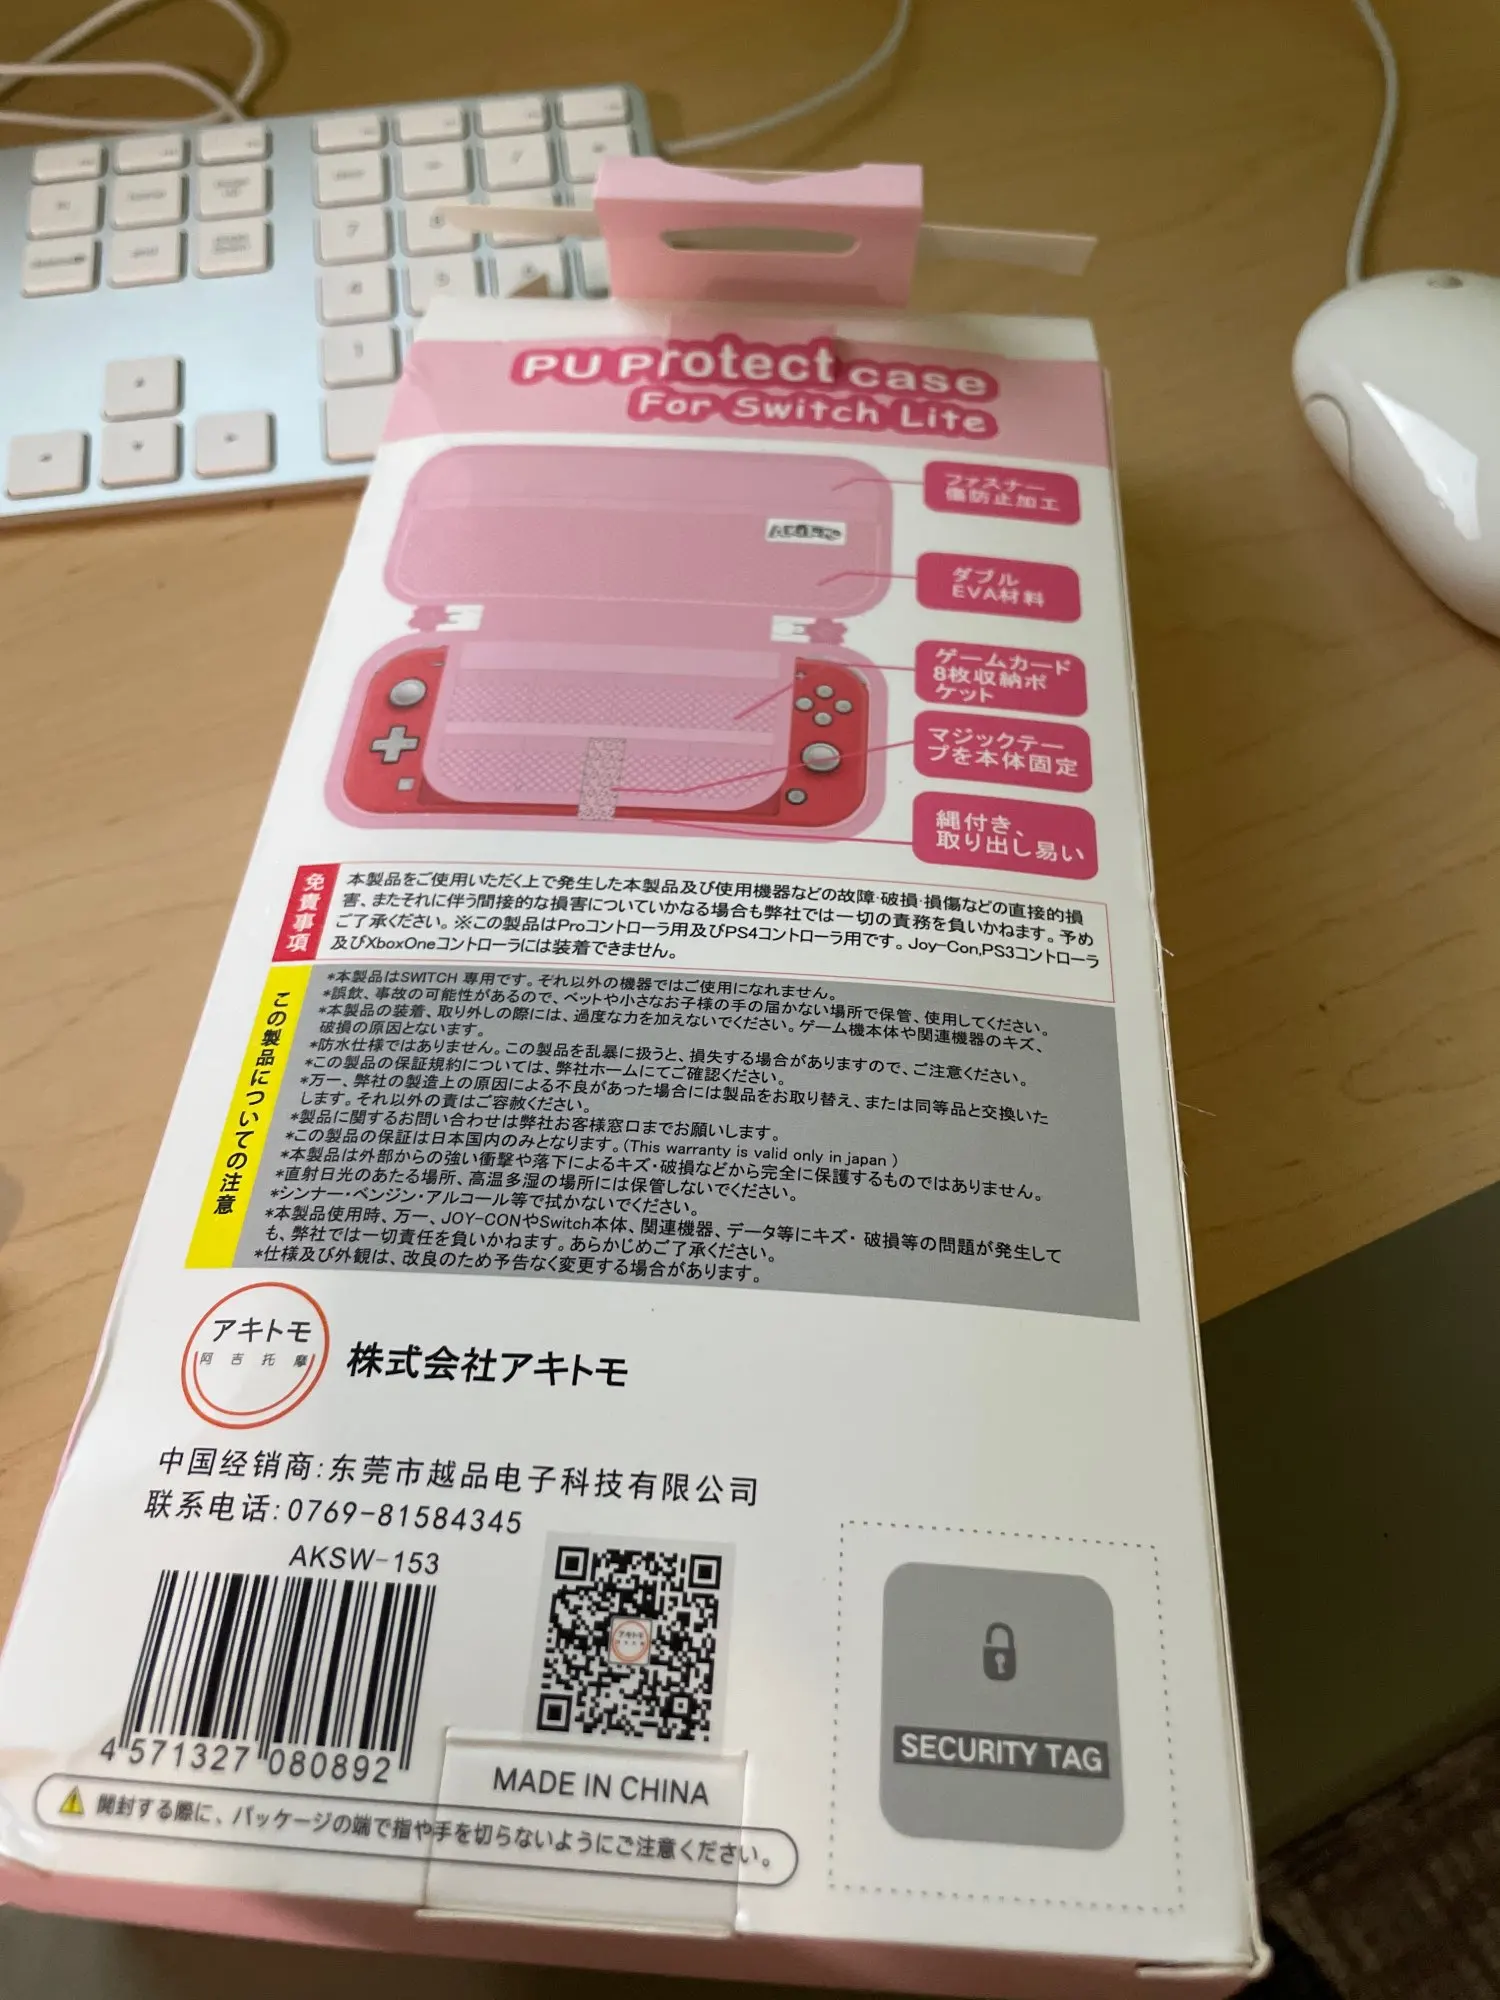 PU Protect case
For Switch Lite
ファスナー
傷防止加工
ダブル
EVA材料
ゲームカード
8枚収納ポ
ケット
マジックテー
プを本体固定
縄付き、
取り出し易い
免責事項
本製品をご使用いただく上で発生した本製品及び使用機器などの故障・破損・損傷などの直接的損
害、またそれに伴う間接的な損害についていかなる場合も弊社では一切の責務を負いかねます。予め
ご了承ください。※この製品はProコントローラ用及びPS4コントローラ用です。Joy-Con,PS3コントローラ
及びXboxOneコントローラには装着できません。
この製品についての注意
*本製品はSWITCH 専用です。それ以外の機器ではご使用になれません。
*誤飲、事故の可能性があるので、ペットや小さなお子様の手の届かない場所で保管、使用してください。
*本製品の装着、取り外しの際には、過度な力を加えないでください。ゲーム機本体や関連機器のキズ、
破損の原因とないます。
*防水仕様ではありません。この製品を乱暴に扱うと、損失する場合がありますので、ご注意ください。
*この製品の保証規約については、弊社ホームにてご確認ください。
*万一、弊社の製造上の原因による不良があった場合には製品をお取り替え、または同等品と交換いた
します。それ以外の責はご容赦ください。
*製品に関するお問い合わせは弊社お客様窓口までお願いします。
*この製品の保証は日本国内のみとなります。(This warranty is valid only in japan )
*本製品は外部からの強い衝撃や落下によるキズ・破損などから完全に保護するものではありません。
*直射日光のあたる場所、高温多湿の場所には保管しないでください。
*シンナー・ベンジン・アルコール等で拭かないでください。
*本製品使用時、万一、JOY-CONやSwitch本体、関連機器、データ等にキズ・破損等の問題が発生して
も、弊社では一切責任を負いかねます。あらかじめご了承ください。
*仕様及び外観は、改良のため予告なく変更する場合があります。
アキトモ
阿吉托摩
株式会社アキトモ
中国经销商:东莞市越品电子科技有限公司
联系电话:0769-81584345
AKSW-153
4 571327 080892
アキトモ
MADE IN CHINA
SECURITY TAG
開封する際に、パッケージの端で指や手を切らないようにご注意ください。